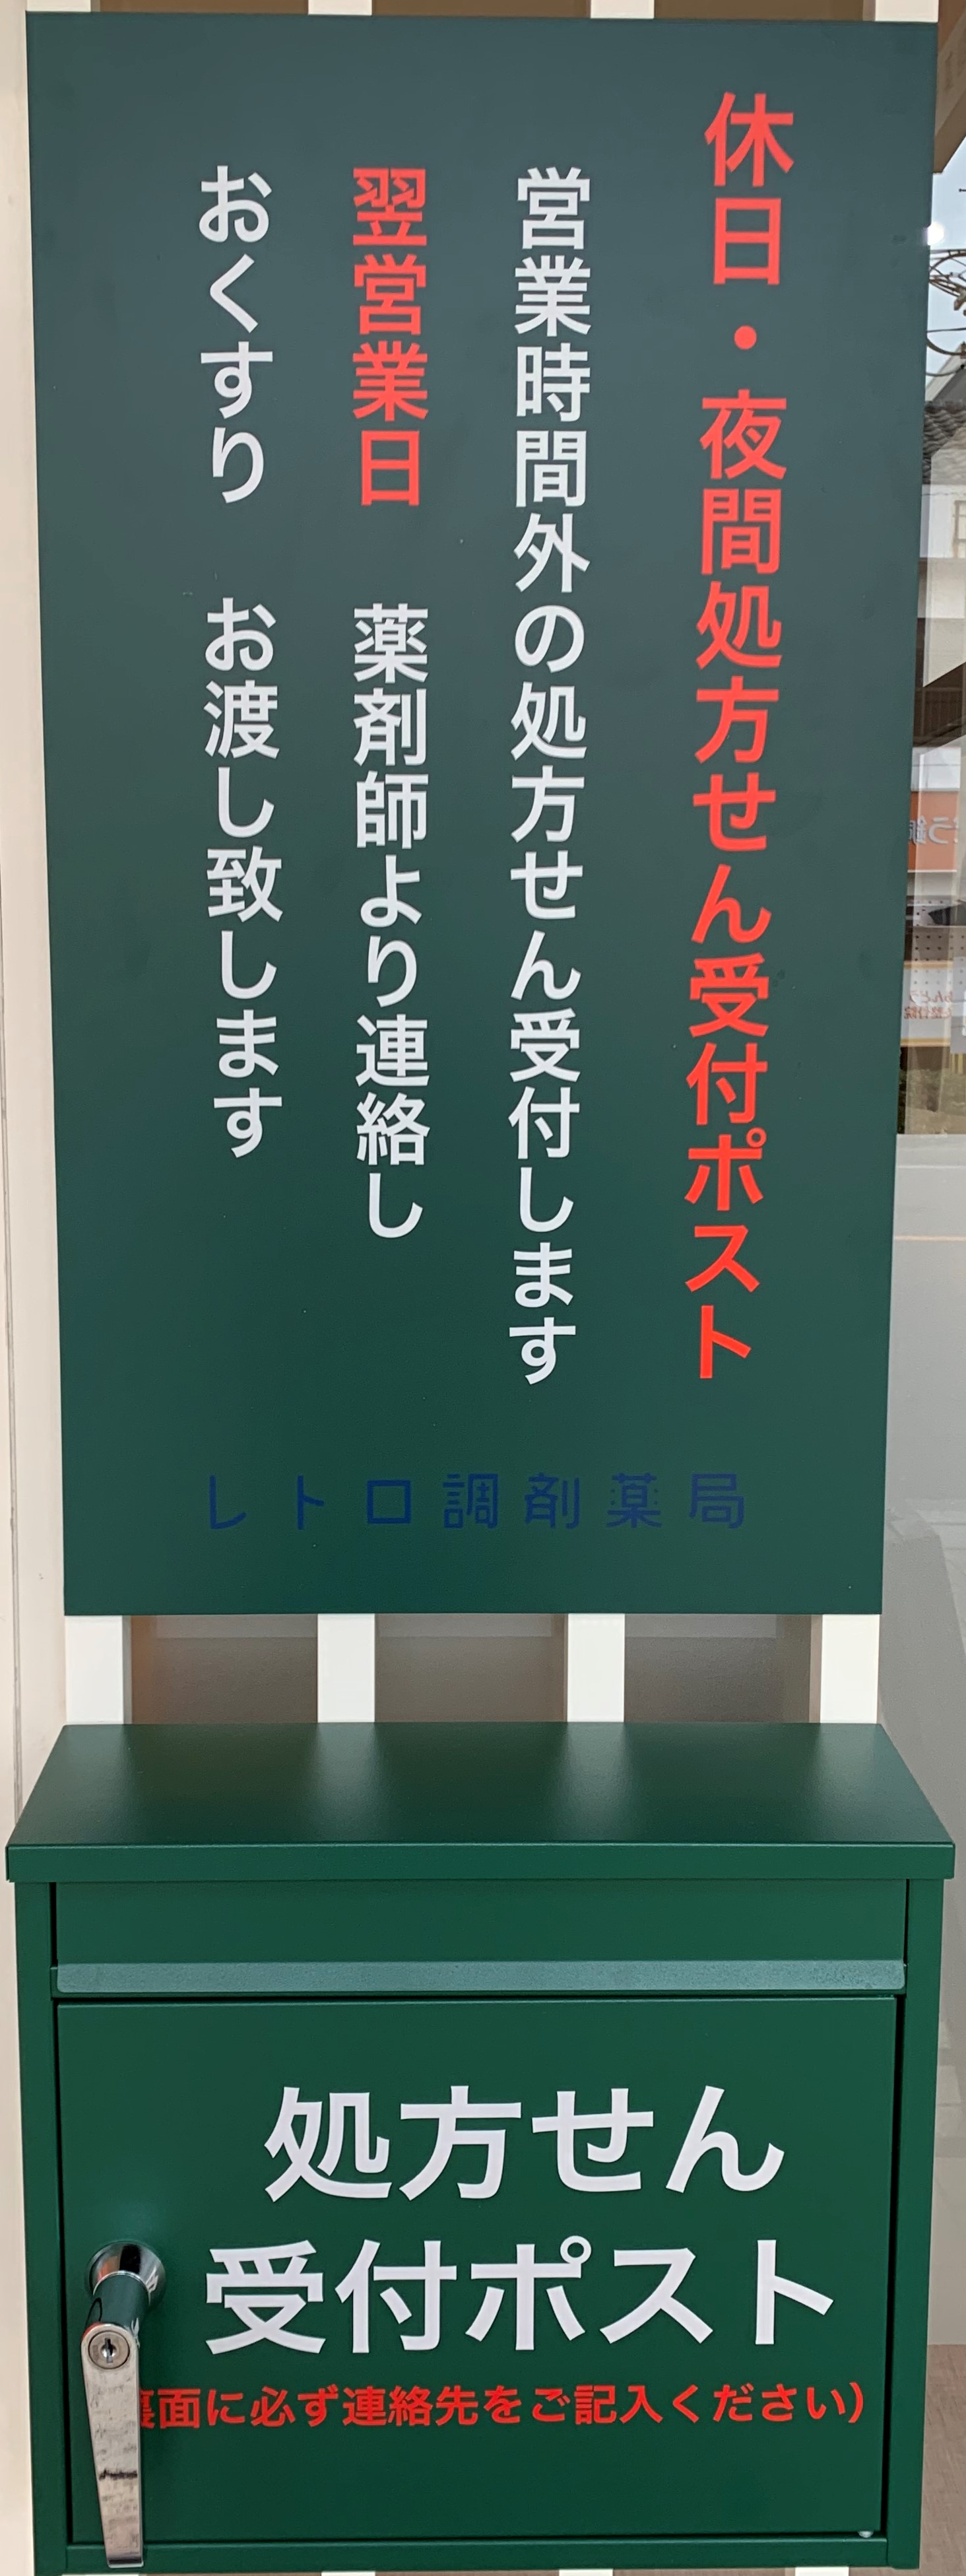 休日・夜間処方せん受付ポスト
営業時間外の処方せん受付します
翌営業日　薬剤師より連絡し
おくすり　お渡し致します
レトロ調剤薬局
処方せん
受付ポスト
裏面に必ず連絡先をご記入ください）